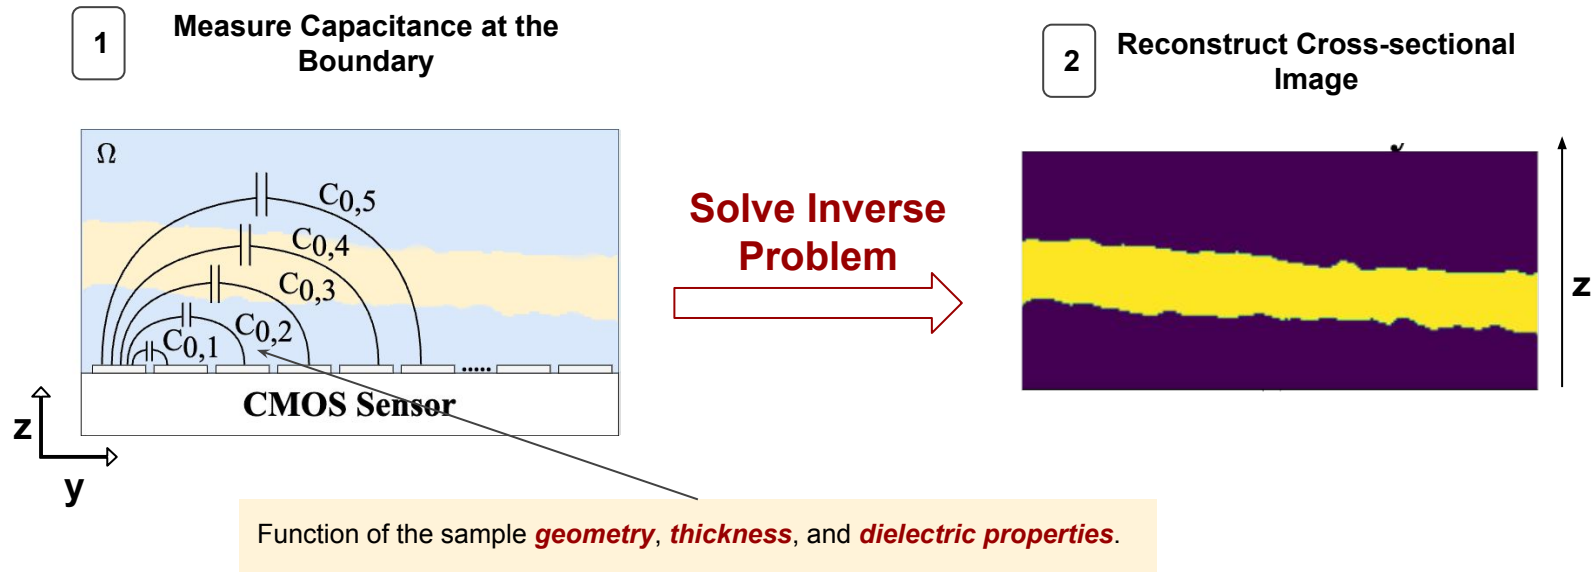 1
Measure Capacitance at the
Boundary
2
Reconstruct Cross-sectional
Image
Ω
C0,5
C0,4
C0,3
C0,2
C0,1
.....
CMOS Sensor
z
y
Solve Inverse
Problem
z
Function of the sample geometry, thickness, and dielectric properties.